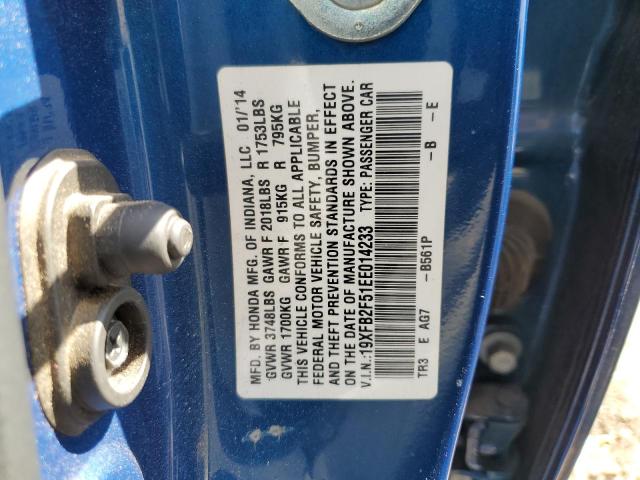 MFD. BY HONDA MFG. OF INDIANA, LLC 01/'14
GVWR 3748LBS GAWR F 2018LBS R 1753LBS
GVWR 1700KG GAWR F 915KG R 795KG
THIS VEHICLE CONFORMS TO ALL APPLICABLE
FEDERAL MOTOR VEHICLE SAFETY, BUMPER,
AND THEFT PREVENTION STANDARDS IN EFFECT
ON THE DATE OF MANUFACTURE SHOWN ABOVE.
V.I.N.:19XFB2F51EE014233 TYPE: PASSENGER CAR
TR3 E AG7 -B561P -B -E